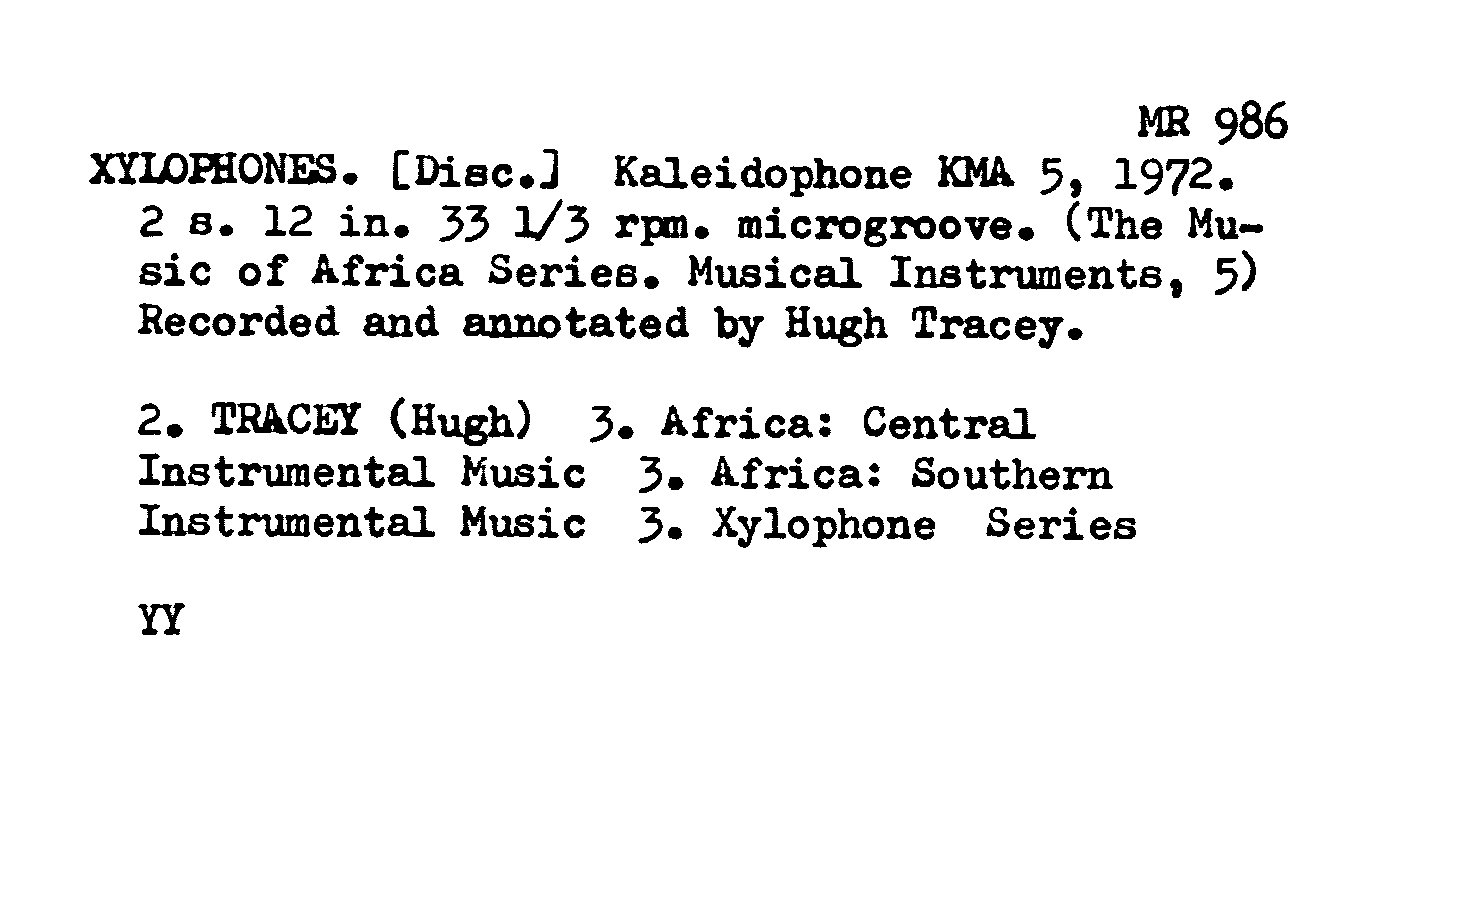 MR 986
XYLOPHONES. [Disc.] Kaleidophone KMA 5, 1972.
2 s. 12 in. 33 1/3 rpm. microgroove. (The Mu-
sic of Africa Series. Musical Instruments, 5)
Recorded and annotated by Hugh Tracey.
2. TRACEY (Hugh) 3. Africa: Central
Instrumental Music 3. Africa: Southern
Instrumental Music 3. Xylophone Series
YY